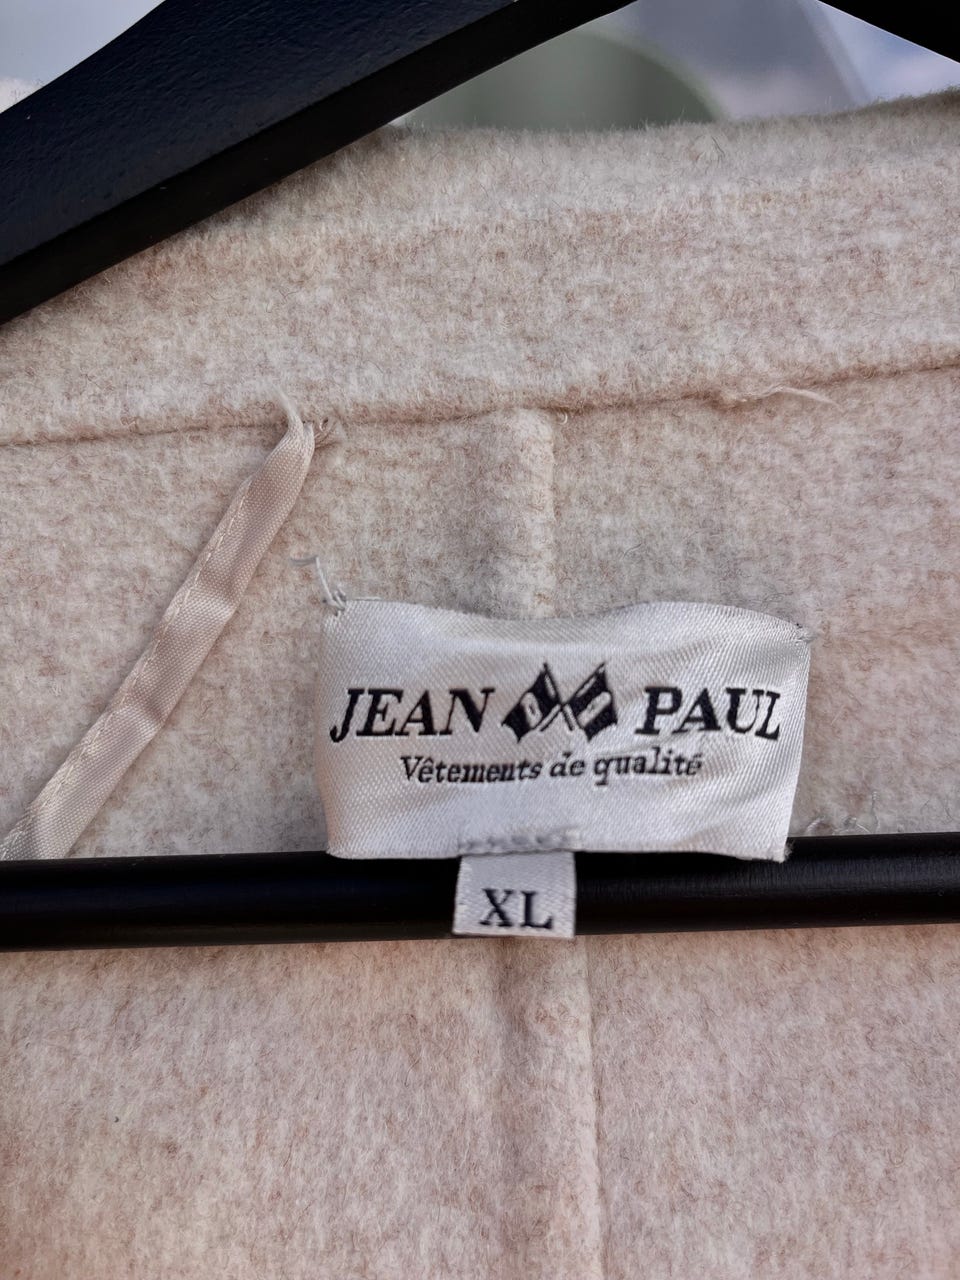 JEAN PAUL
Vêtements de qualité
XL